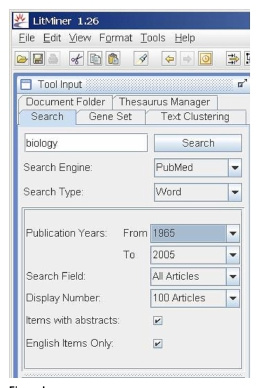 LitMiner 1.26
File Edit View Format Tools Help
Tool Input
Document Folder Thesaurus Manager
Search Gene Set Text Clustering
biology Search
Search Engine: PubMed
Search Type: Word
Publication Years: From 1965
To 2005
Search Field: All Articles
Display Number: 100 Articles
Items with abstracts:
English Items Only: